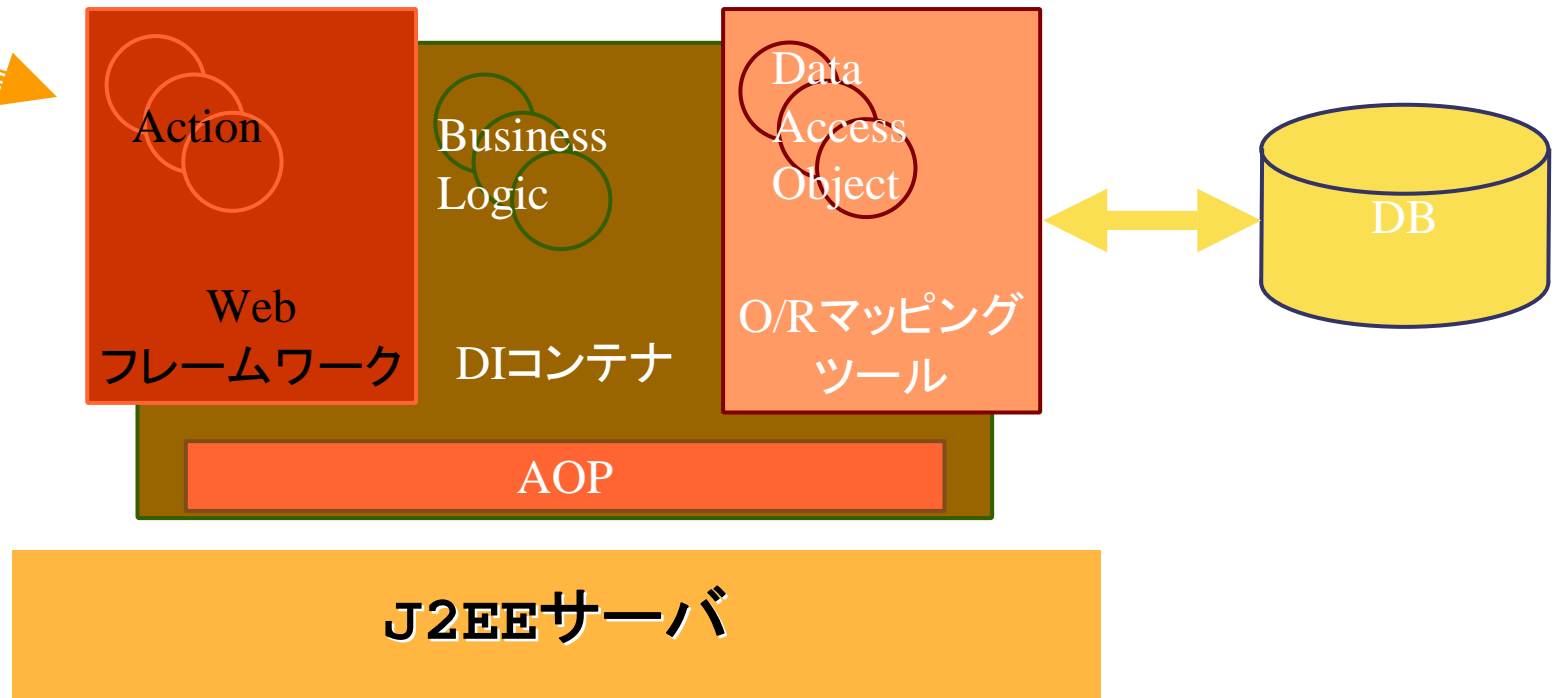 Action
Web
フレームワーク
Business
Logic
DIコンテナ
Data
Access
Object
O/Rマッピング
ツール
DB
AOP
J2EEサーバ